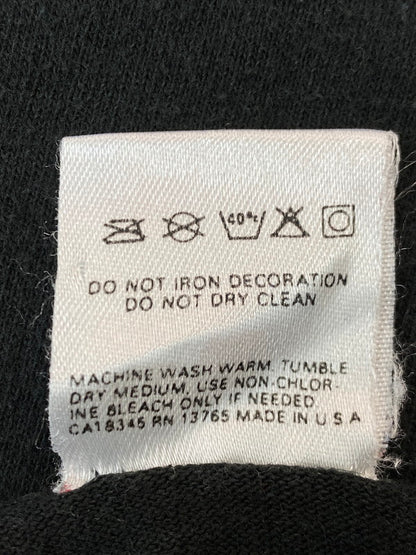 40°c
DO NOT IRON DECORATION
DO NOT DRY CLEAN
MACHINE WASH WARM, TUMBLE
DRY MEDIUM, USE NON-CHLOR-
INE BLEACH ONLY IF NEEDED
CA18345 RN 13765 MADE IN U S A